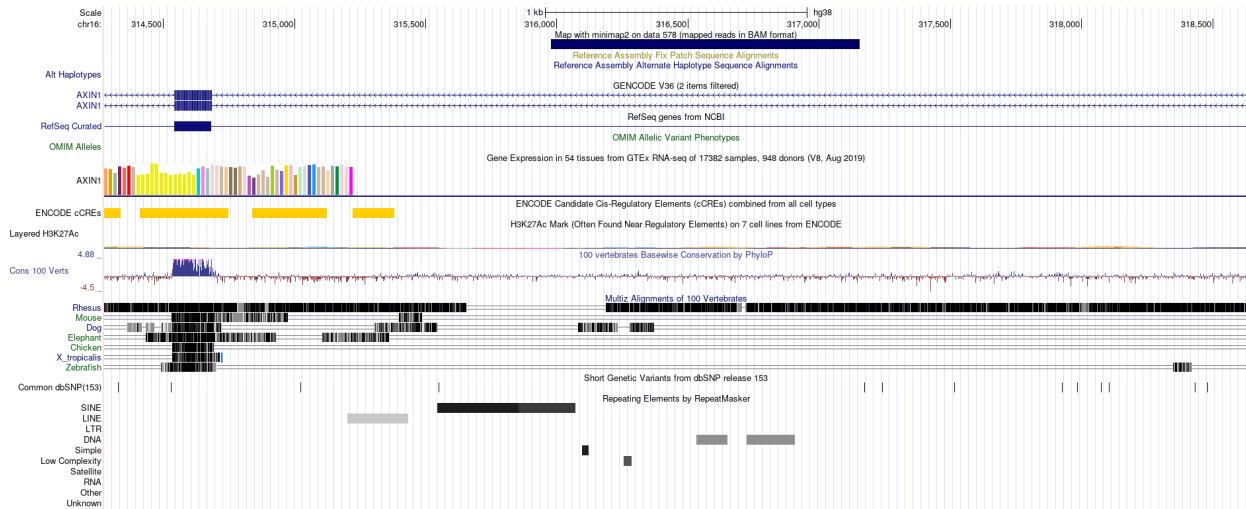 Scale 1 kb hg38
chr16: 314,500 315,000 315,500 316,000 316,500 317,000 317,500 318,000 318,500
Map with minimap2 on data 578 (mapped reads in BAM format)
Reference Assembly Fix Patch Sequence Alignments
Reference Assembly Alternate Haplotype Sequence Alignments
Alt Haplotypes
GENCODE V36 (2 items filtered)
AXIN1
AXIN1
RefSeq genes from NCBI
RefSeq Curated
OMIM Allelic Variant Phenotypes
OMIM Alleles
Gene Expression in 54 tissues from GTEx RNA-seq of 17382 samples, 948 donors (V8, Aug 2019)
AXIN1
ENCODE Candidate Cis-Regulatory Elements (cCREs) combined from all cell types
ENCODE cCREs
H3K27Ac Mark (Often Found Near Regulatory Elements) on 7 cell lines from ENCODE
Layered H3K27Ac
4.88 _
100 vertebrates Basewise Conservation by PhyloP
Cons 100 Verts
-4.5 _
Multiz Alignments of 100 Vertebrates
Rhesus
Mouse
Dog
Elephant
Chicken
X_tropicalis
Zebrafish
Short Genetic Variants from dbSNP release 153
Common dbSNP(153)
Repeating Elements by RepeatMasker
SINE
LINE
LTR
DNA
Simple
Low Complexity
Satellite
RNA
Other
Unknown